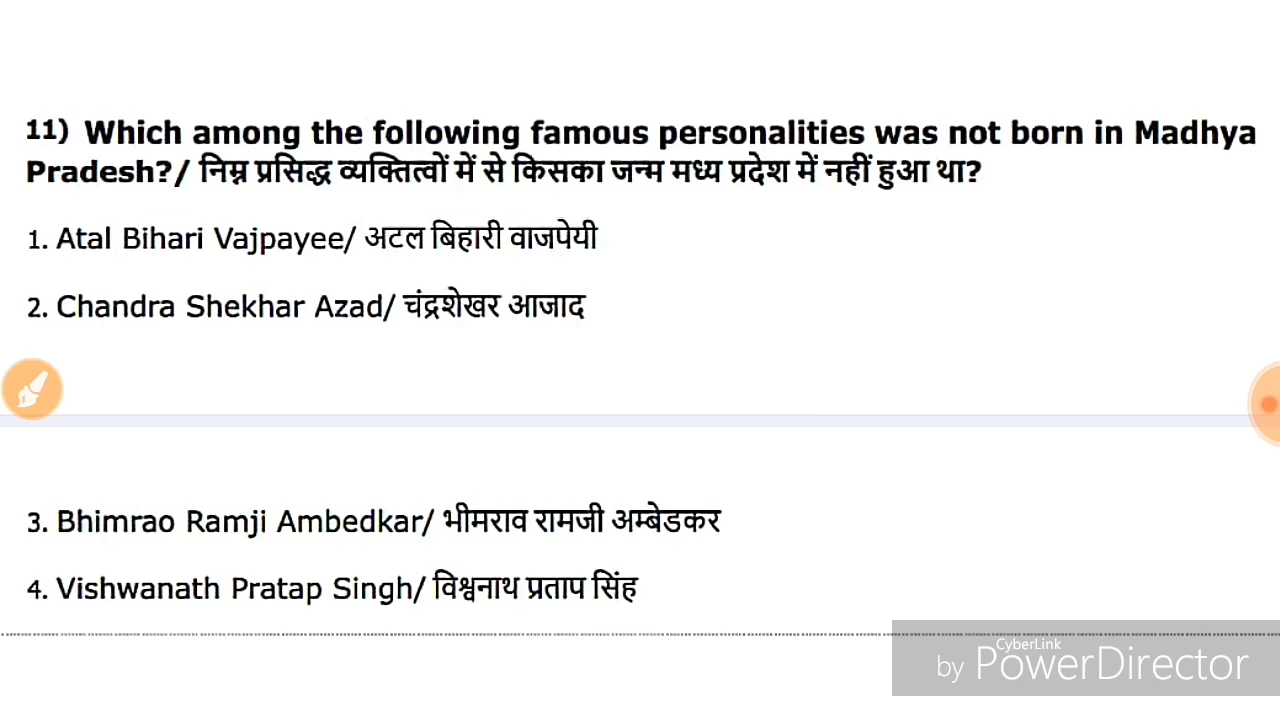 11) Which among the following famous personalities was not born in Madhya
Pradesh?/ निम्न प्रसिद्ध व्यक्तित्वों में से किसका जन्म मध्य प्रदेश में नहीं हुआ था?
1. Atal Bihari Vajpayee/ अटल बिहारी वाजपेयी
2. Chandra Shekhar Azad/ चंद्रशेखर आजाद
3. Bhimrao Ramji Ambedkar/ भीमराव रामजी अम्बेडकर
4. Vishwanath Pratap Singh/ विश्वनाथ प्रताप सिंह
CyberLink
by PowerDirector